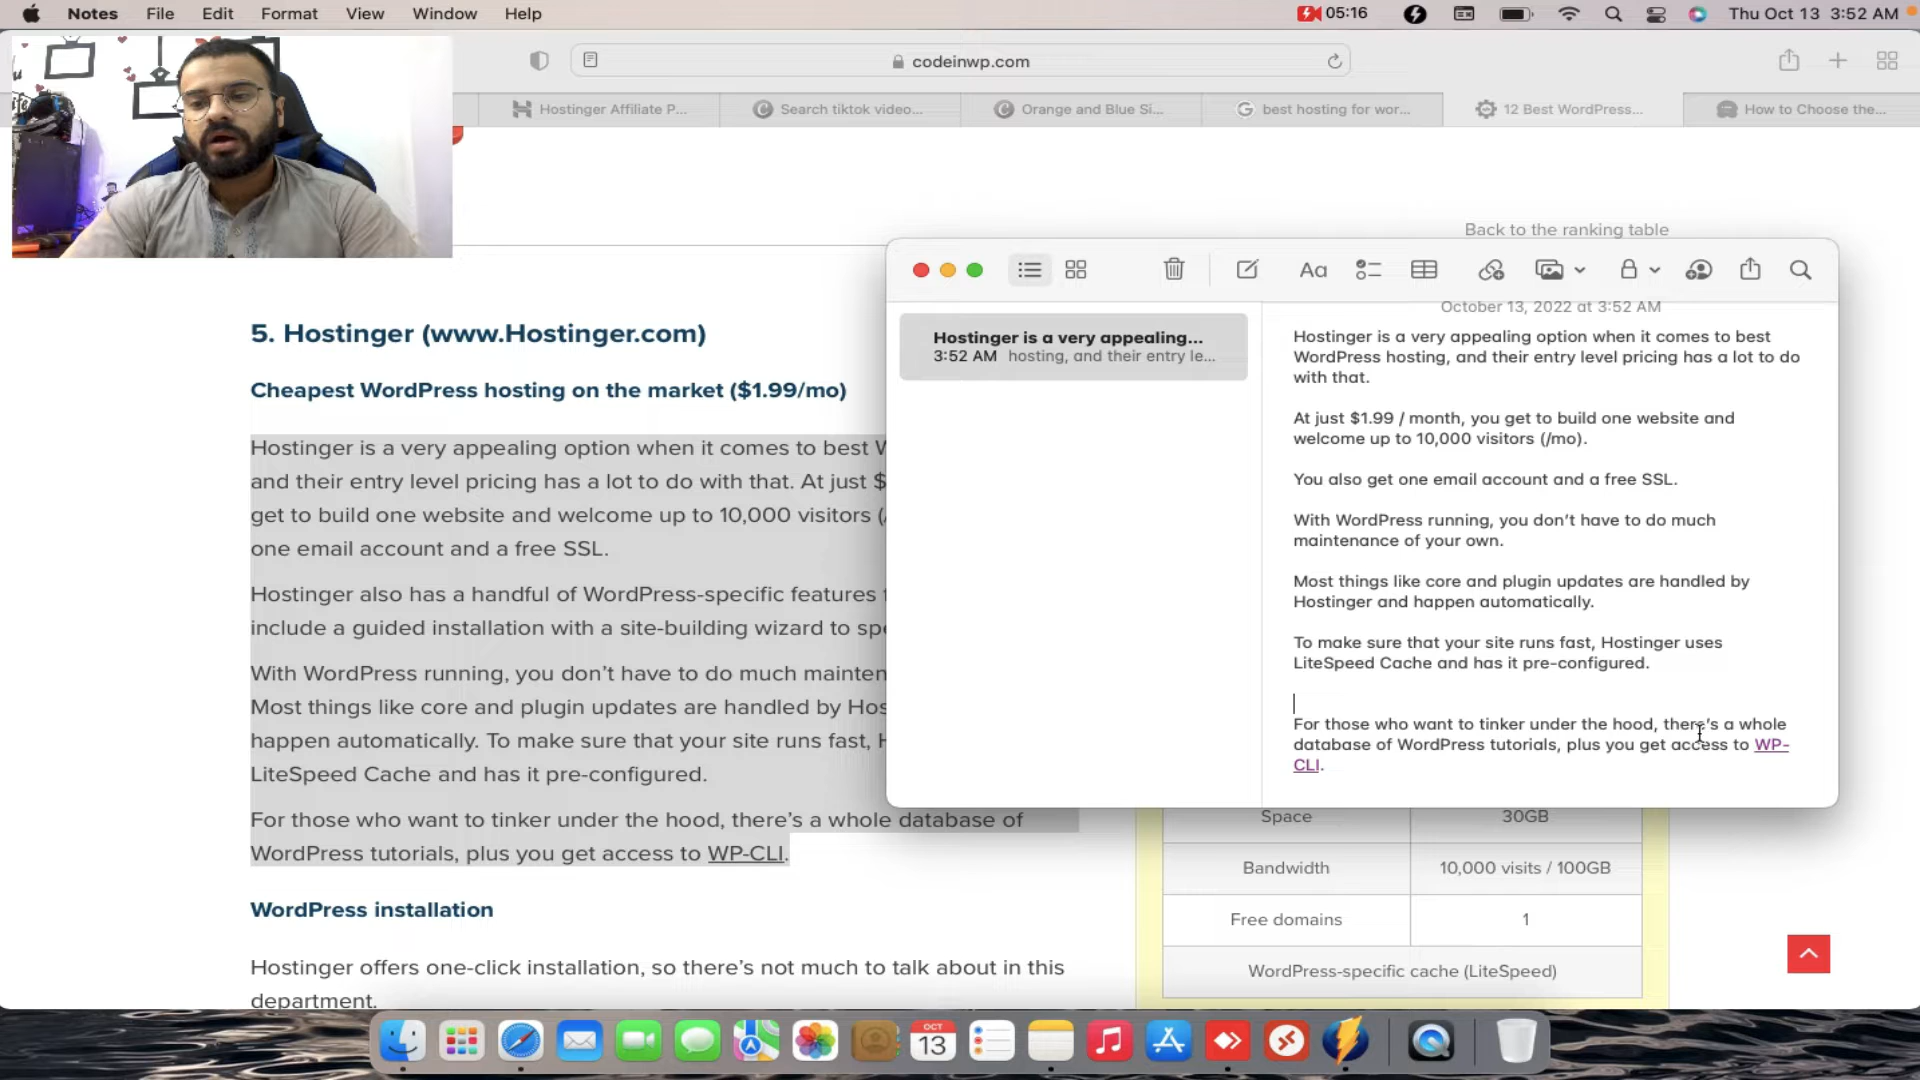 Notes File Edit Format View Window Help
05:16
Thu Oct 13 3:52 AM
codeinwp.com
Hostinger Affiliate P...
Search tiktok video...
Orange and Blue Si...
best hosting for wor...
12 Best WordPress...
How to Choose the...
Back to the ranking table
5. Hostinger (www.Hostinger.com)
Cheapest WordPress hosting on the market ($1.99/mo)
Hostinger is a very appealing option when it comes to best W
and their entry level pricing has a lot to do with that. At just $
get to build one website and welcome up to 10,000 visitors (
one email account and a free SSL.
Hostinger also has a handful of WordPress-specific features
include a guided installation with a site-building wizard to spe
With WordPress running, you don't have to do much mainten
Most things like core and plugin updates are handled by Hos
happen automatically. To make sure that your site runs fast, H
LiteSpeed Cache and has it pre-configured.
For those who want to tinker under the hood, there's a whole database of
WordPress tutorials, plus you get access to WP-CLI.
WordPress installation
Hostinger offers one-click installation, so there's not much to talk about in this
department.
Hostinger is a very appealing...
3:52 AM hosting, and their entry le...
October 13, 2022 at 3:52 AM
Hostinger is a very appealing option when it comes to best
WordPress hosting, and their entry level pricing has a lot to do
with that.
At just $1.99 / month, you get to build one website and
welcome up to 10,000 visitors (/mo).
You also get one email account and a free SSL.
With WordPress running, you don't have to do much
maintenance of your own.
Most things like core and plugin updates are handled by
Hostinger and happen automatically.
To make sure that your site runs fast, Hostinger uses
LiteSpeed Cache and has it pre-configured.
For those who want to tinker under the hood, there's a whole
database of WordPress tutorials, plus you get access to WP-
CLI.
Space 30GB
Bandwidth 10,000 visits / 100GB
Free domains 1
WordPress-specific cache (LiteSpeed)
OCT
13